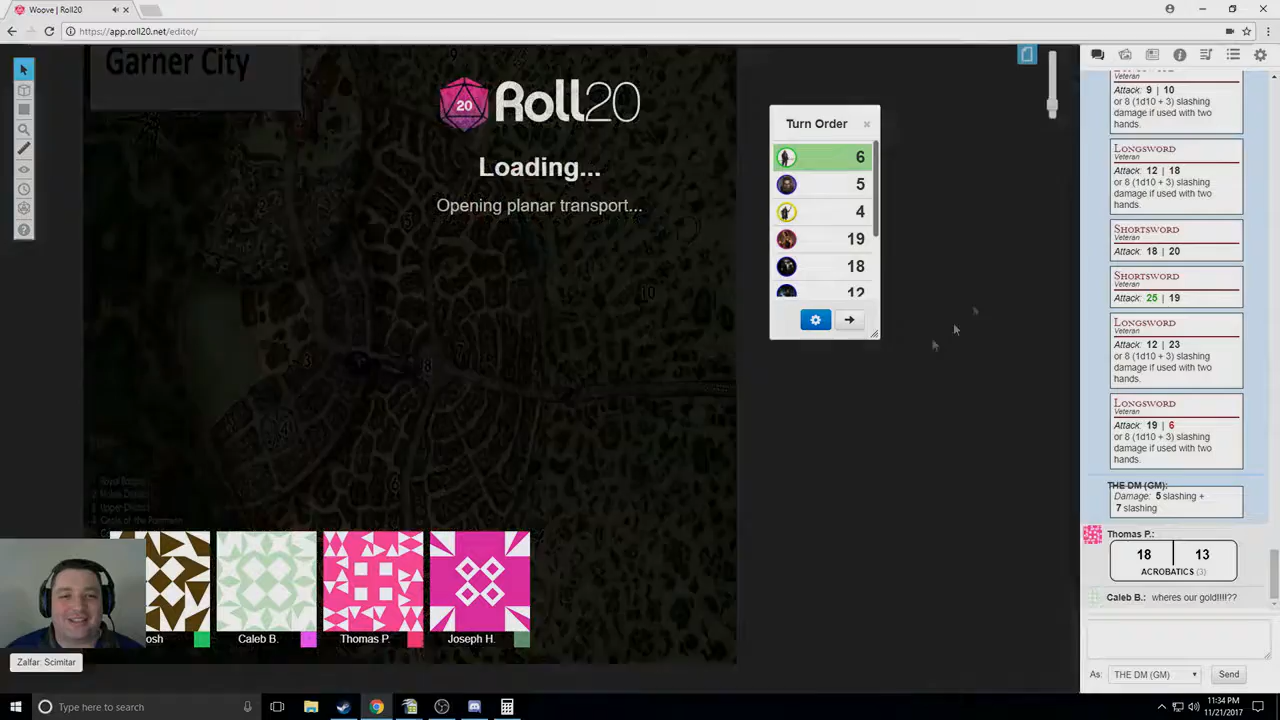 Woove | Roll20
https://app.roll20.net/editor/
Garner City
20
Roll20
Loading...
Opening planar transport...
Turn Order
6
5
4
19
18
12
10
3
8
Attack: 9 | 10
or 8 (1d10 + 3) slashing
damage if used with two
hands.
LONGSWORD
Veteran
Attack: 12 | 18
or 8 (1d10 + 3) slashing
damage if used with two
hands.
SHORTSWORD
Veteran
Attack: 18 | 20
SHORTSWORD
Veteran
Attack: 25 | 19
LONGSWORD
Veteran
Attack: 12 | 23
or 8 (1d10 + 3) slashing
damage if used with two
hands.
LONGSWORD
Veteran
Attack: 19 | 6
or 8 (1d10 + 3) slashing
damage if used with two
hands.
THE DM (GM):
Damage: 5 slashing +
7 slashing
Thomas P.:
18 13
ACROBATICS (3)
Caleb B.: wheres our gold!!!!??
As: THE DM (GM) Send
osh
Caleb B.
Thomas P.
Joseph H.
Zalfar: Scimitar
Type here to search
11:34 PM
11/21/2017